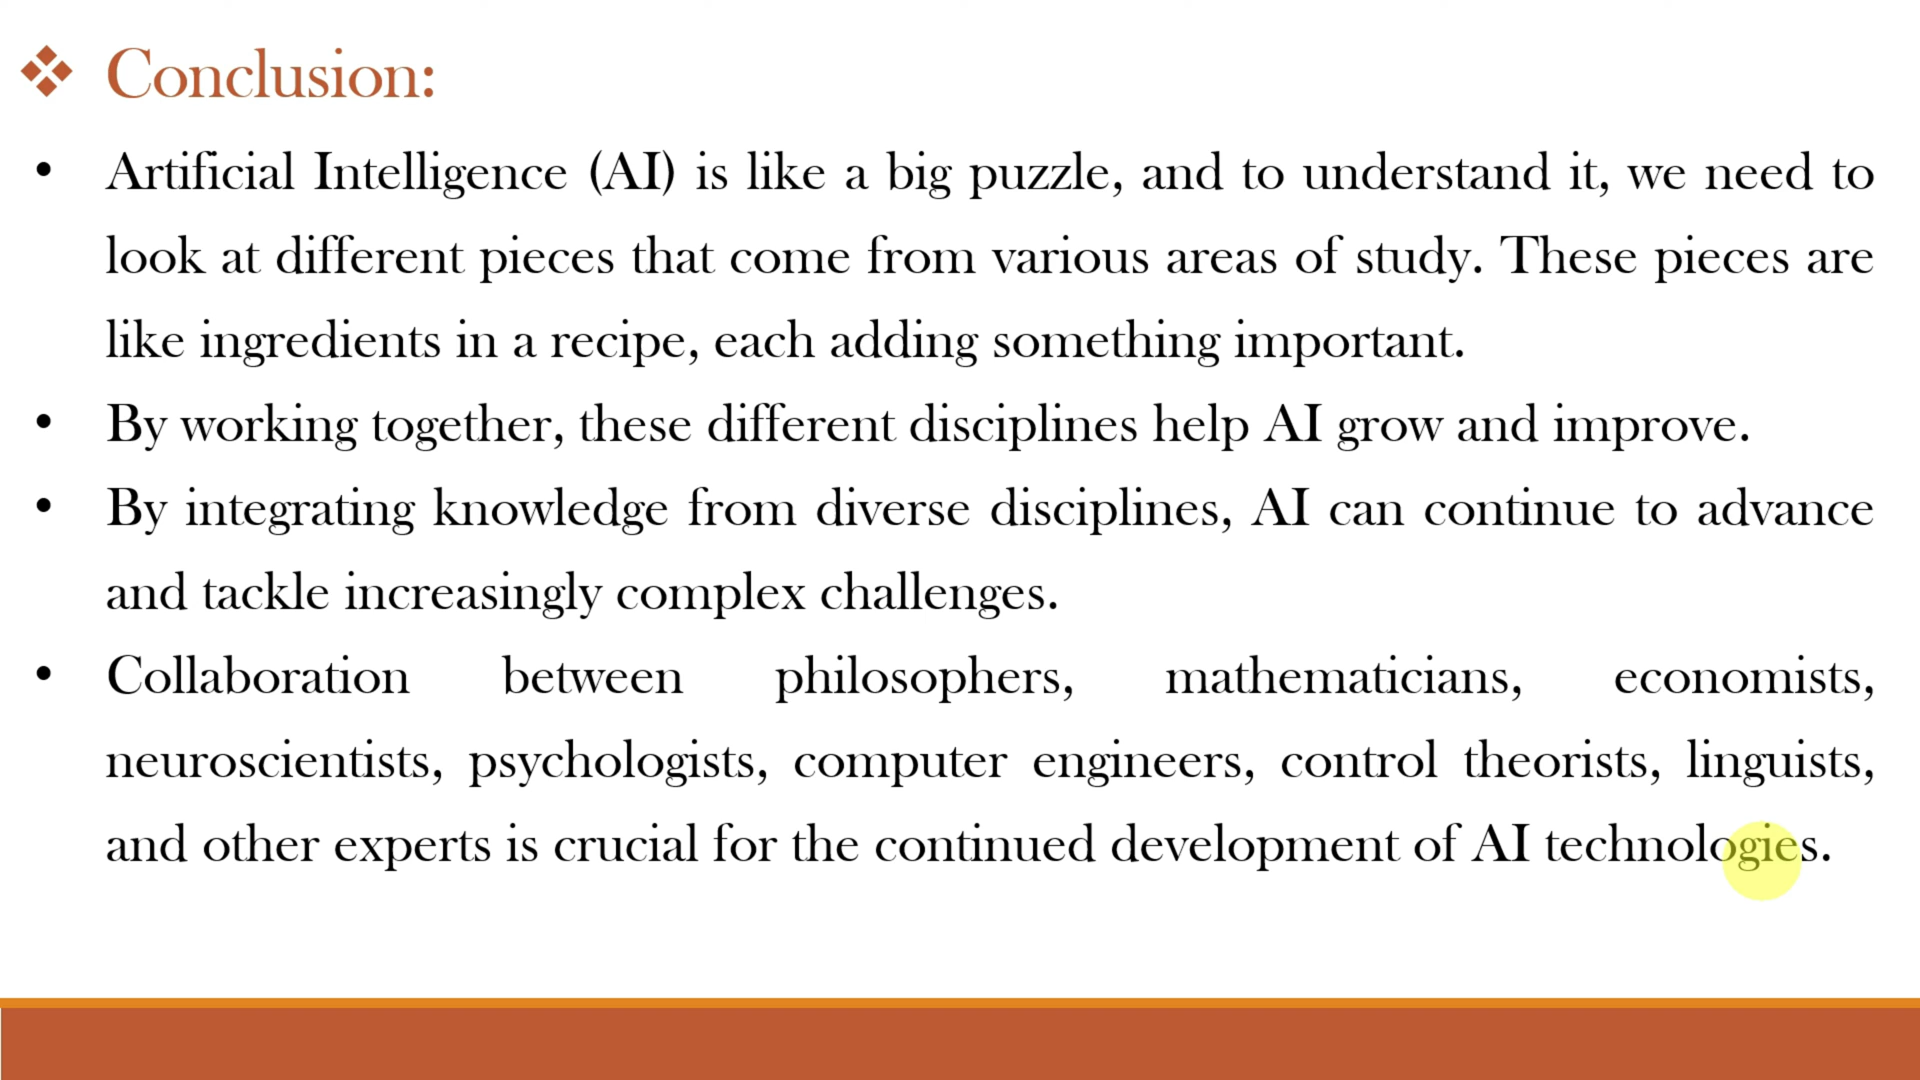 ❖ Conclusion:
• Artificial Intelligence (AI) is like a big puzzle, and to understand it, we need to
look at different pieces that come from various areas of study. These pieces are
like ingredients in a recipe, each adding something important.
• By working together, these different disciplines help AI grow and improve.
• By integrating knowledge from diverse disciplines, AI can continue to advance
and tackle increasingly complex challenges.
• Collaboration between philosophers, mathematicians, economists,
neuroscientists, psychologists, computer engineers, control theorists, linguists,
and other experts is crucial for the continued development of AI technologies.